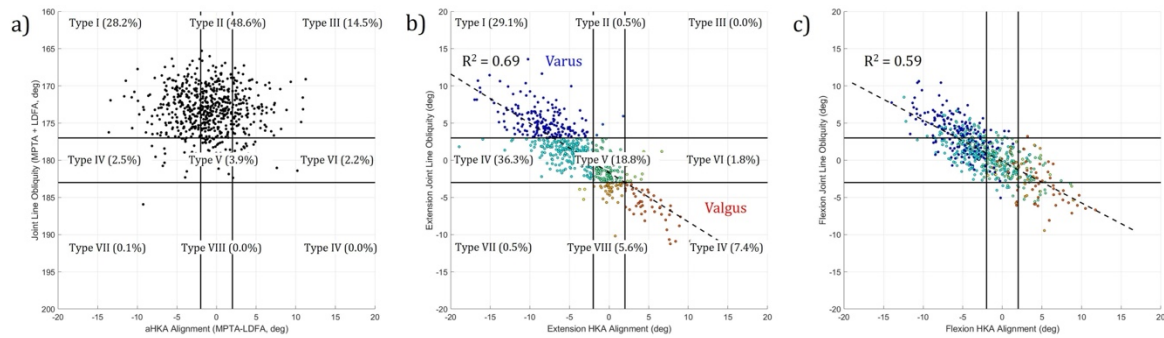 a)
Type I (28.2%) Type II (48.6%) Type III (14.5%)
Type IV (2.5%) Type V (3.9%) Type VI (2.2%)
Type VII (0.1%) Type VIII (0.0%) Type IV (0.0%)
160
165
170
175
180
185
190
195
200
Joint Line Obliquity (MPTA + LDFA, deg)
-20 -15 -10 -5 0 5 10 15 20
aHKA Alignment (MPTA-LDFA, deg)
b)
Type I (29.1%) Type II (0.5%) Type III (0.0%)
R² = 0.69
Varus
Type IV (36.3%) Type V (18.8%) Type VI (1.8%)
Valgus
Type VII (0.5%) Type VIII (5.6%) Type IV (7.4%)
20
15
10
5
0
-5
-10
-15
-20
Extension Joint Line Obliquity (deg)
-20 -15 -10 -5 0 5 10 15 20
Extension HKA Alignment (deg)
c)
R² = 0.59
20
15
10
5
0
-5
-10
-15
-20
Flexion Joint Line Obliquity (deg)
-20 -15 -10 -5 0 5 10 15 20
Flexion HKA Alignment (deg)